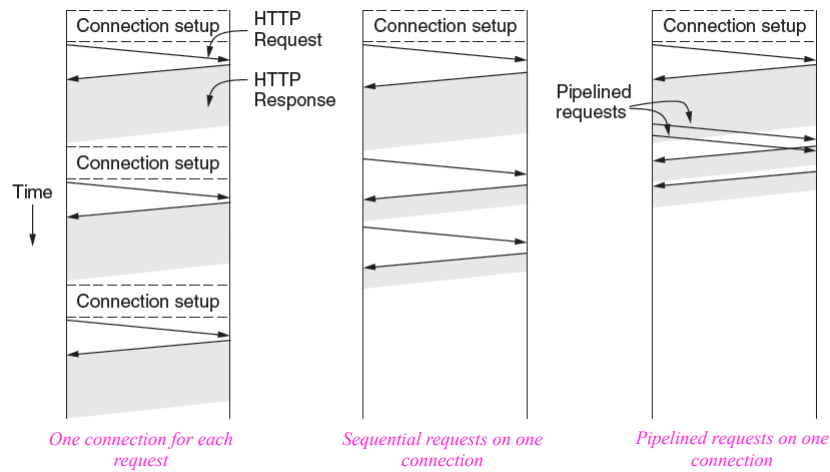 Connection setup
HTTP
Request
HTTP
Response
Connection setup
Time
Connection setup
One connection for each
request
Connection setup
Sequential requests on one
connection
Connection setup
Pipelined
requests
Pipelined requests on one
connection